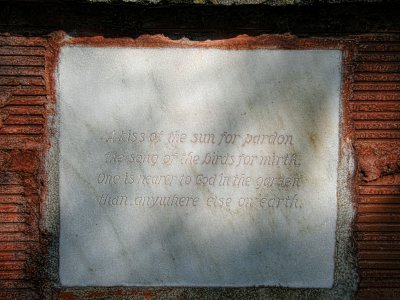 A kiss of the sun for pardon
the song of the birds for mirth.
One is nearer to God in the garden
than anywhere else on earth.